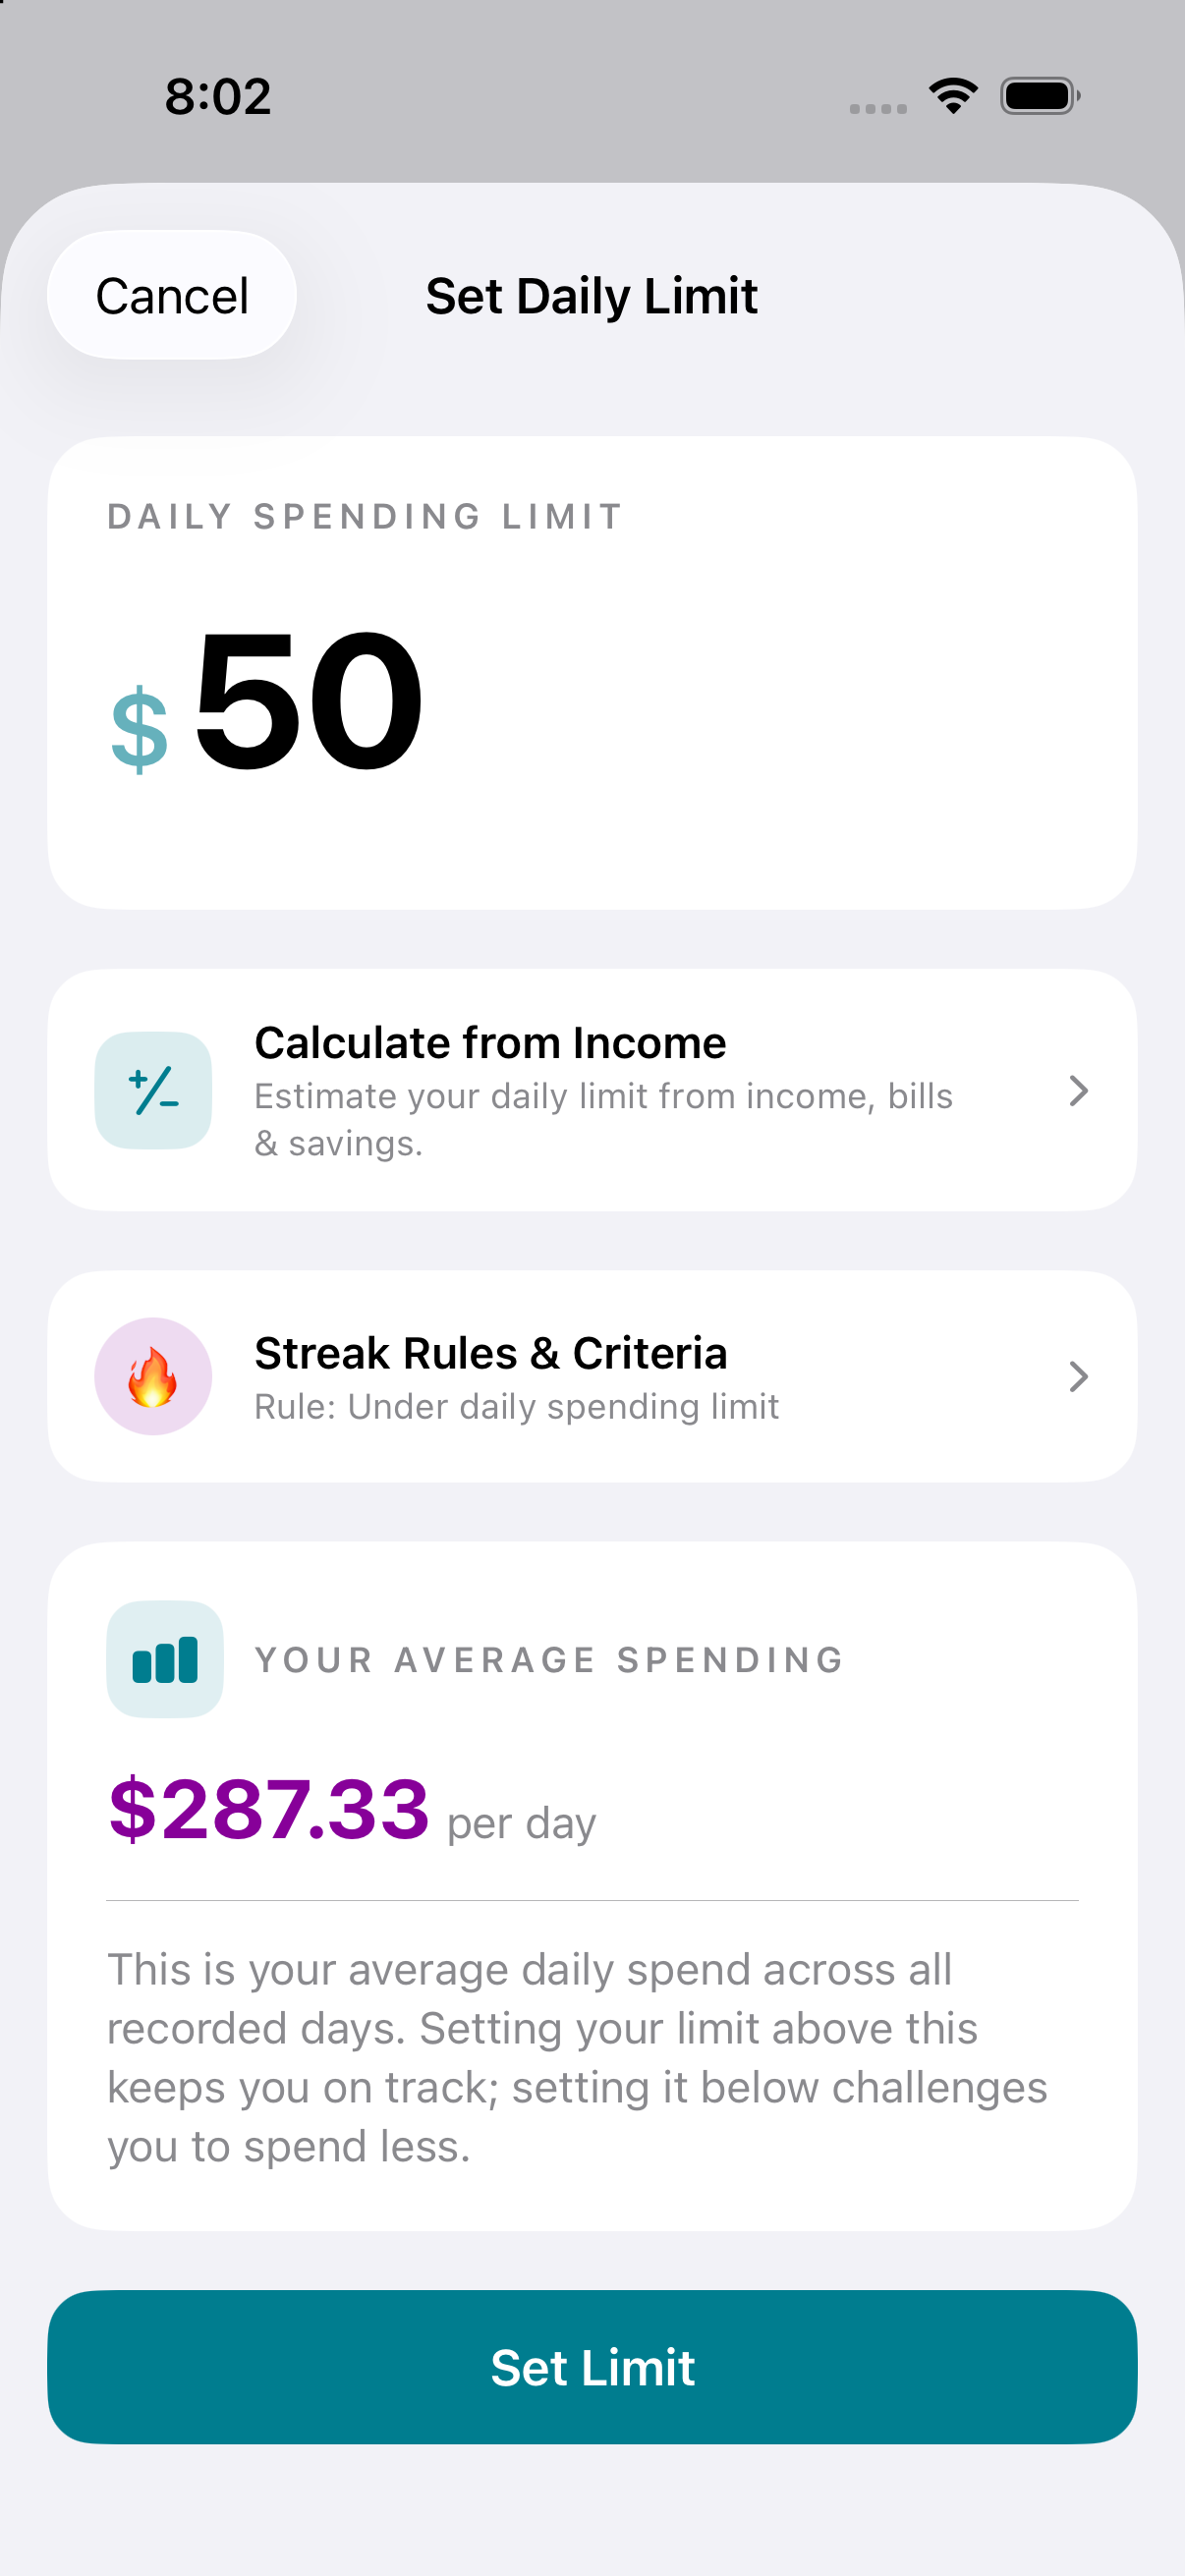 8:02
Cancel
Set Daily Limit
DAILY SPENDING LIMIT
$ 50
Calculate from Income
Estimate your daily limit from income, bills
& savings.
Streak Rules & Criteria
Rule: Under daily spending limit
YOUR AVERAGE SPENDING
$287.33 per day
This is your average daily spend across all
recorded days. Setting your limit above this
keeps you on track; setting it below challenges
you to spend less.
Set Limit